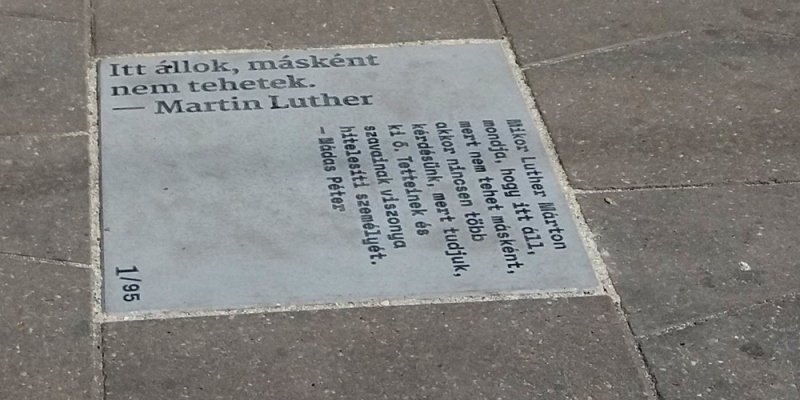 Itt állok, másként
nem tehetek.
— Martin Luther
Mikor Luther Márton
mondja, hogy itt áll,
mert nem tehet másként,
akkor nincsen több
kérdésünk, mert tudjuk,
ki ő. Tetteinek és
szavainak viszonya
hitelesíti személyét.
– Nádas Péter
1/95